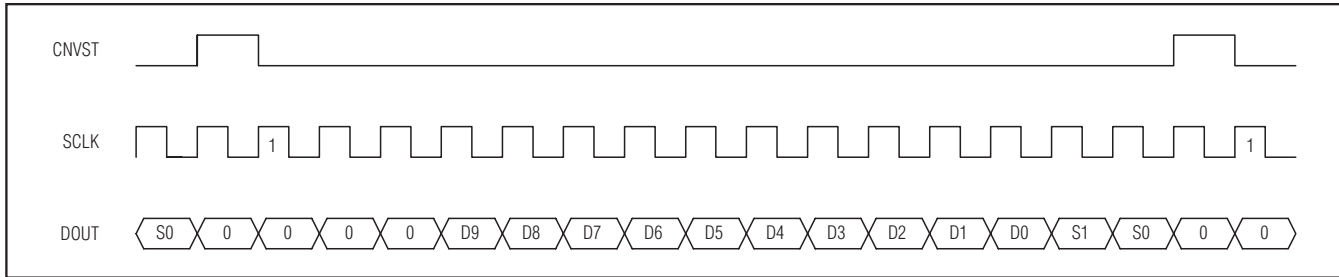 CNVST
SCLK 1 1
DOUT S0 0 0 0 0 D9 D8 D7 D6 D5 D4 D3 D2 D1 D0 S1 S0 0 0